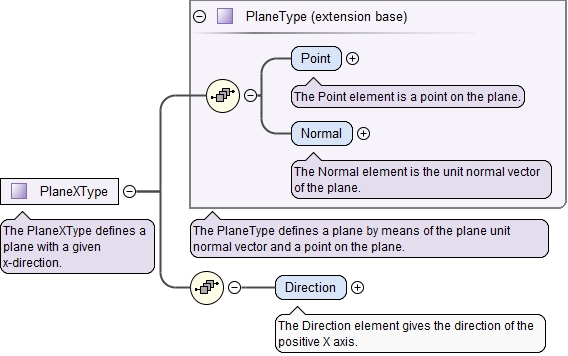 PlaneType (extension base)
Point
The Point element is a point on the plane.
Normal
The Normal element is the unit normal vector
of the plane.
PlaneXType
The PlaneXType defines a
plane with a given
x-direction.
The PlaneType defines a plane by means of the plane unit
normal vector and a point on the plane.
Direction
The Direction element gives the direction of the
positive X axis.